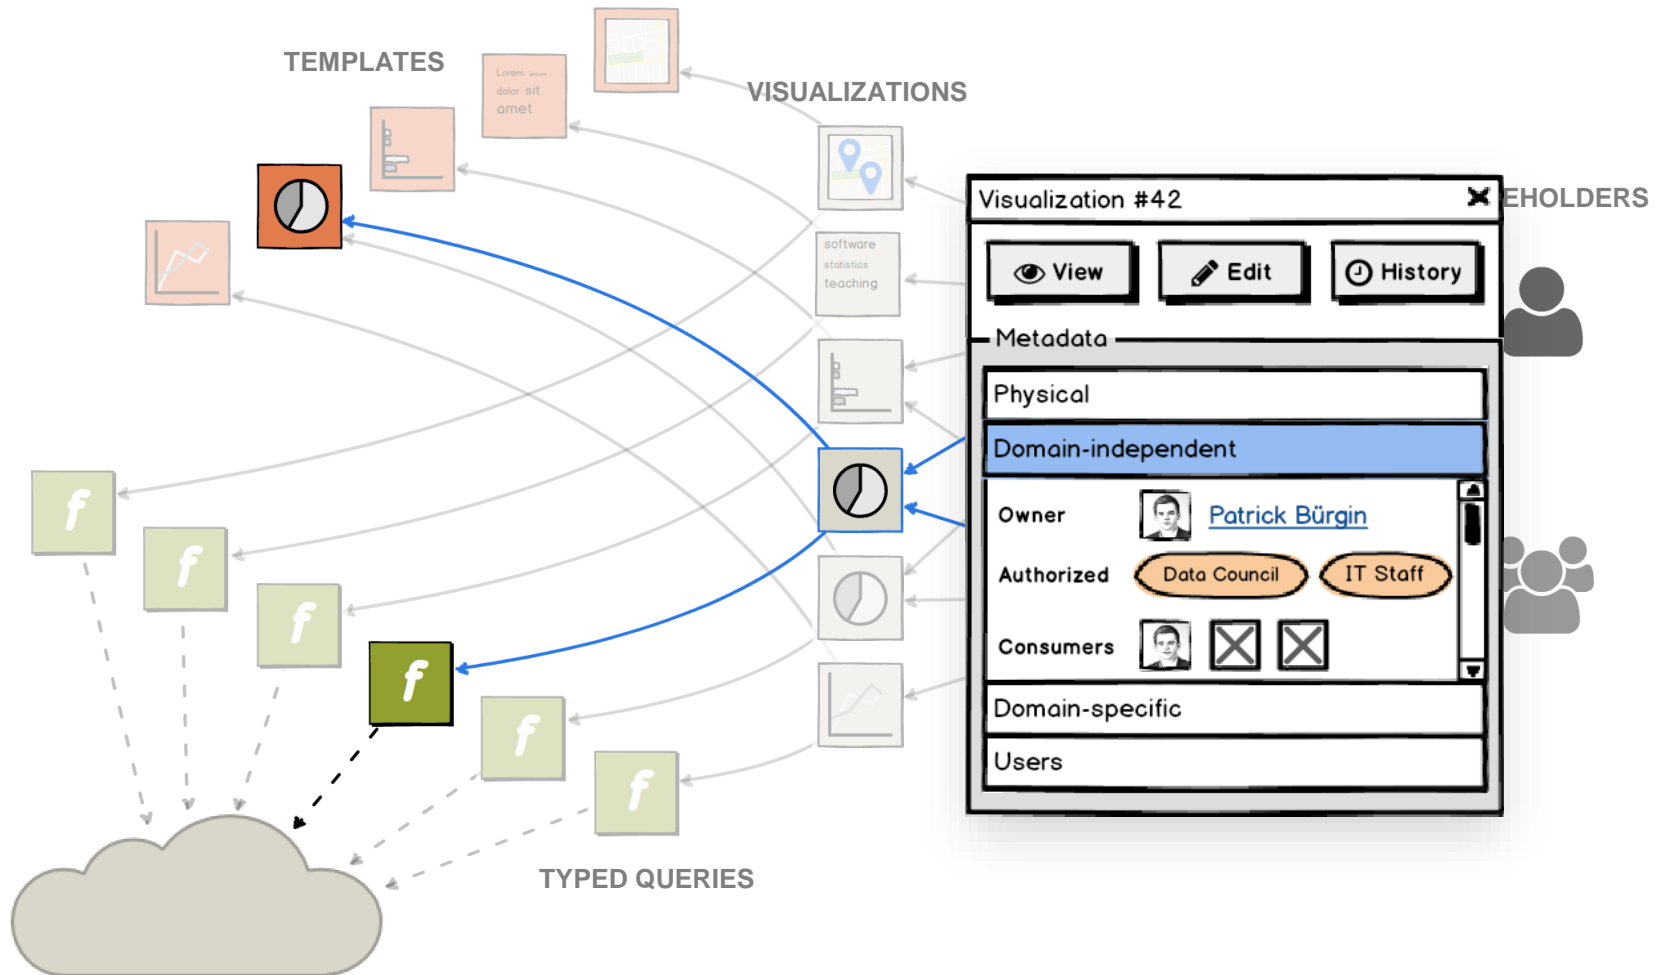 TEMPLATES
Lorem ipsum
dolor sit
amet
VISUALIZATIONS
software
statistics
teaching
EHOLDERS
Visualization #42
View
Edit
History
Metadata
Physical
Domain-independent
Owner
Patrick Bürgin
Authorized
Data Council
IT Staff
Consumers
Domain-specific
Users
f
f
f
f
f
f
TYPED QUERIES